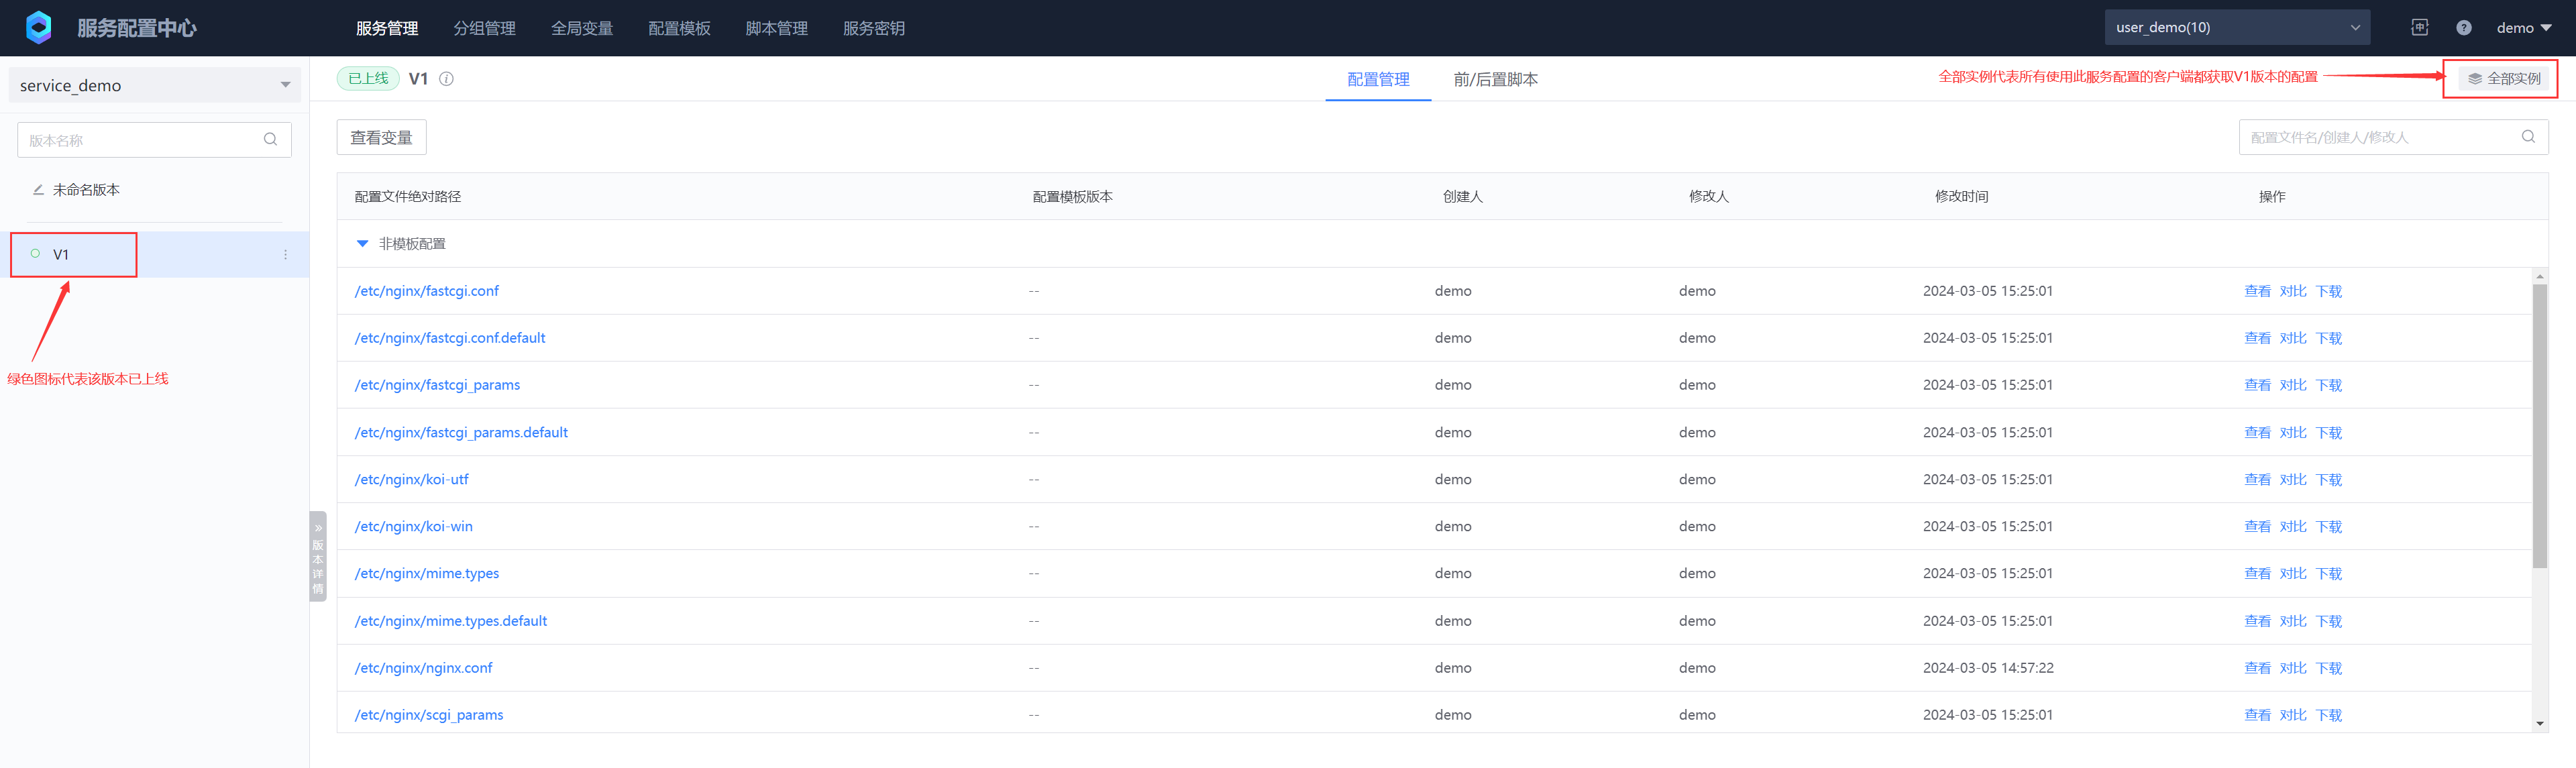 服务配置中心 服务管理 分组管理 全局变量 配置模板 脚本管理 服务密钥 user_demo(10) 中 ? demo
service_demo 已上线 V1 配置管理 前/后置脚本 全部实例代表所有使用此服务配置的客户端都获取V1版本的配置 全部实例
版本名称 查看变量 配置文件名/创建人/修改人
未命名版本
V1
绿色图标代表该版本已上线
版本详情
配置文件绝对路径 配置模板版本 创建人 修改人 修改时间 操作
非模板配置
/etc/nginx/fastcgi.conf -- demo demo 2024-03-05 15:25:01 查看 对比 下载
/etc/nginx/fastcgi.conf.default -- demo demo 2024-03-05 15:25:01 查看 对比 下载
/etc/nginx/fastcgi_params -- demo demo 2024-03-05 15:25:01 查看 对比 下载
/etc/nginx/fastcgi_params.default -- demo demo 2024-03-05 15:25:01 查看 对比 下载
/etc/nginx/koi-utf -- demo demo 2024-03-05 15:25:01 查看 对比 下载
/etc/nginx/koi-win -- demo demo 2024-03-05 15:25:01 查看 对比 下载
/etc/nginx/mime.types -- demo demo 2024-03-05 15:25:01 查看 对比 下载
/etc/nginx/mime.types.default -- demo demo 2024-03-05 15:25:01 查看 对比 下载
/etc/nginx/nginx.conf -- demo demo 2024-03-05 14:57:22 查看 对比 下载
/etc/nginx/scgi_params -- demo demo 2024-03-05 15:25:01 查看 对比 下载